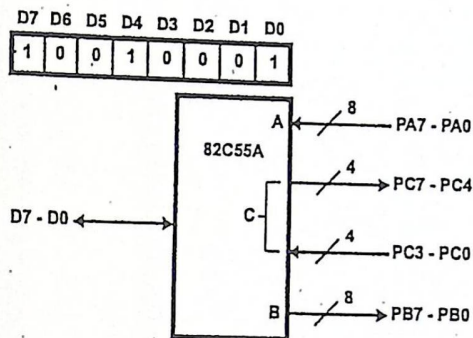 D7 D6 D5 D4 D3 D2 D1 D0
1 0 0 1 0 0 0 1
A 8 PA7 - PA0
82C55A
4 PC7 - PC4
C
D7 - D0
4 PC3 - PC0
B 8 PB7 - PB0